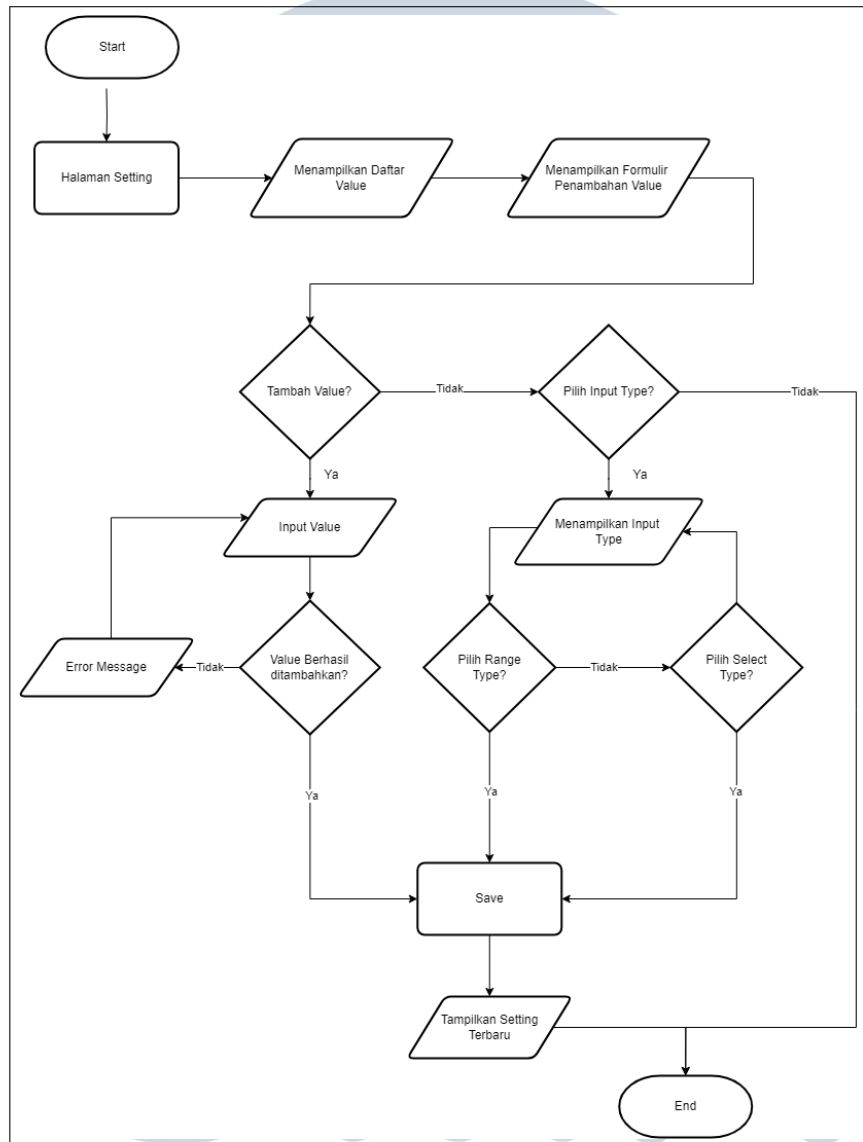 Start
Halaman Setting
Menampilkan Daftar
Value
Menampilkan Formulir
Penambahan Value
Tambah Value?
Tidak
Pilih Input Type?
Tidak
Ya
Ya
Input Value
Menampilkan Input
Type
Error Message
Tidak
Value Berhasil
ditambahkan?
Pilih Range
Type?
Tidak
Pilih Select
Type?
Ya
Ya
Ya
Save
Tampilkan Setting
Terbaru
End